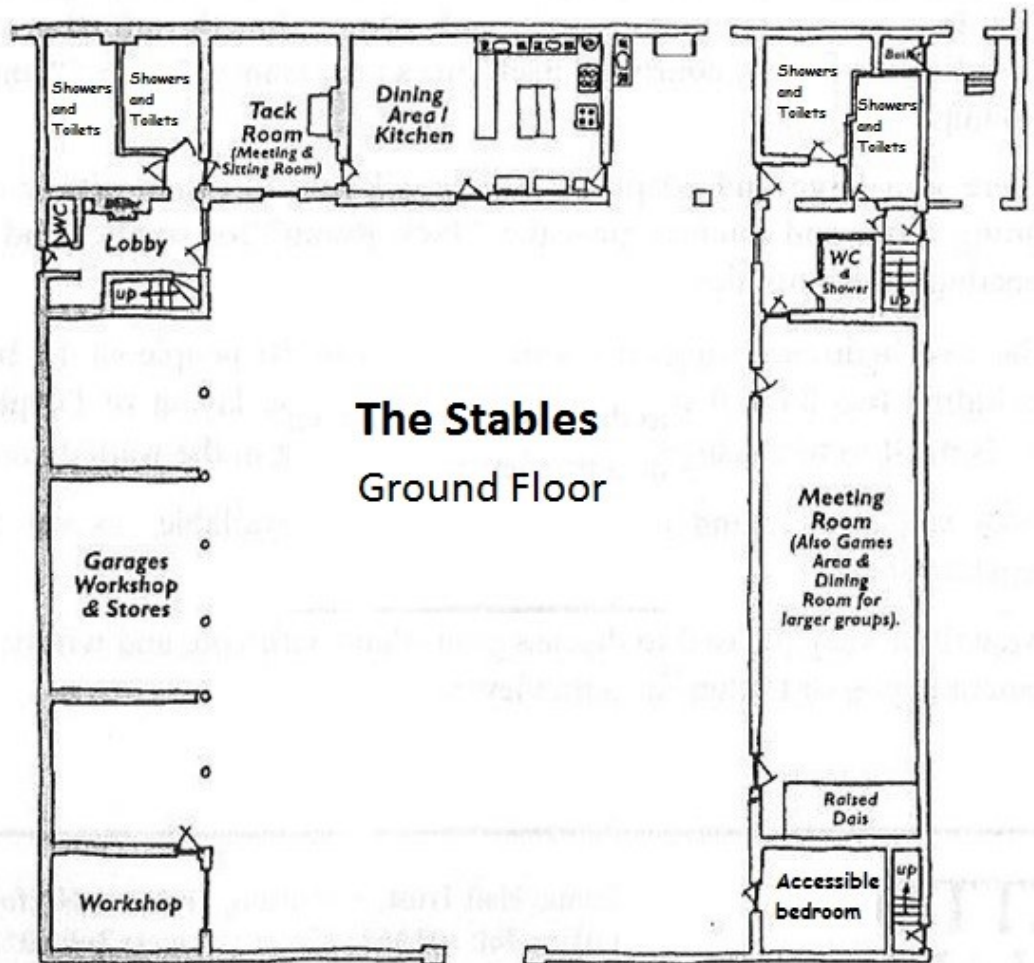 Showers
and
Toilets
Showers
and
Toilets
Tack
Room
(Meeting &
Sitting Room)
Dining
Area /
Kitchen
Showers
and
Toilets
Showers
and
Toilets
WC
Lobby
up
WC
&
Shower
up
The Stables
Ground Floor
Garages
Workshop
& Stores
Meeting
Room
(Also Games
Area &
Dining
Room for
larger groups).
Raised
Dais
Workshop
Accessible
bedroom
up